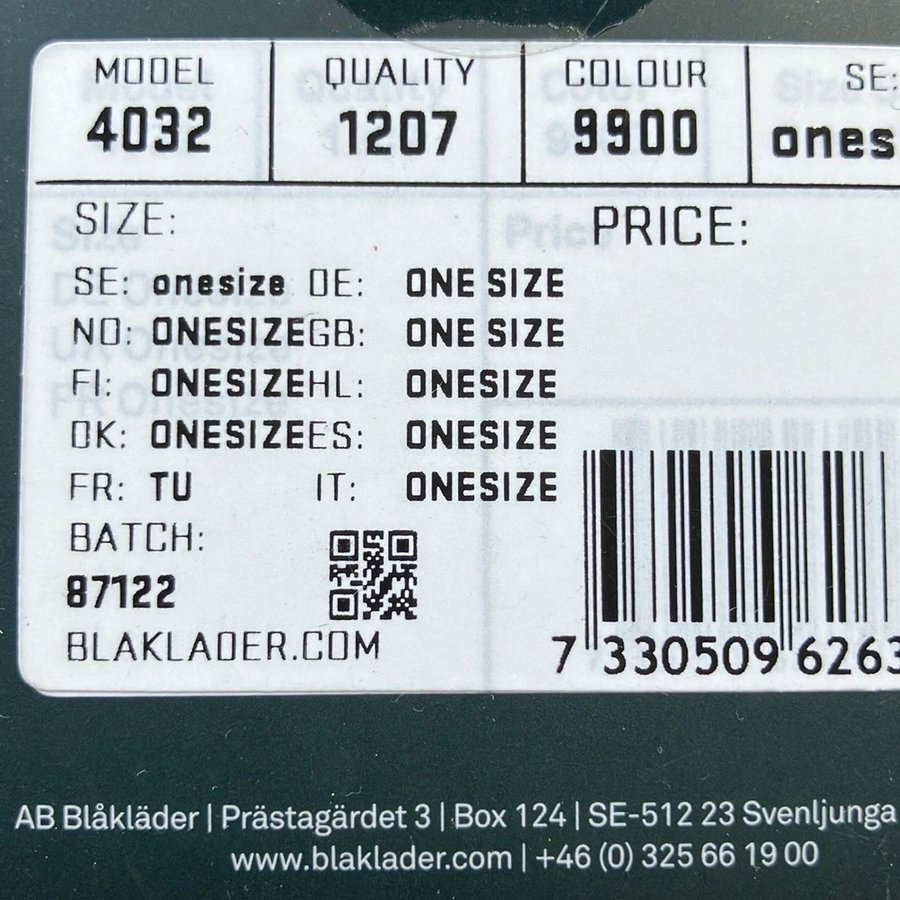 MODEL QUALITY COLOUR SE:
4032 1207 9900 ones
SIZE: PRICE:
SE: onesize DE: ONE SIZE
NO: ONESIZE GB: ONE SIZE
FI: ONESIZE HL: ONESIZE
DK: ONESIZE ES: ONESIZE
FR: TU IT: ONESIZE
BATCH:
87122
BLAKLADER.COM
7 330509 6263
AB Blåkläder | Prästagärdet 3 | Box 124 | SE-512 23 Svenljunga
www.blaklader.com | +46 (0) 325 66 19 00